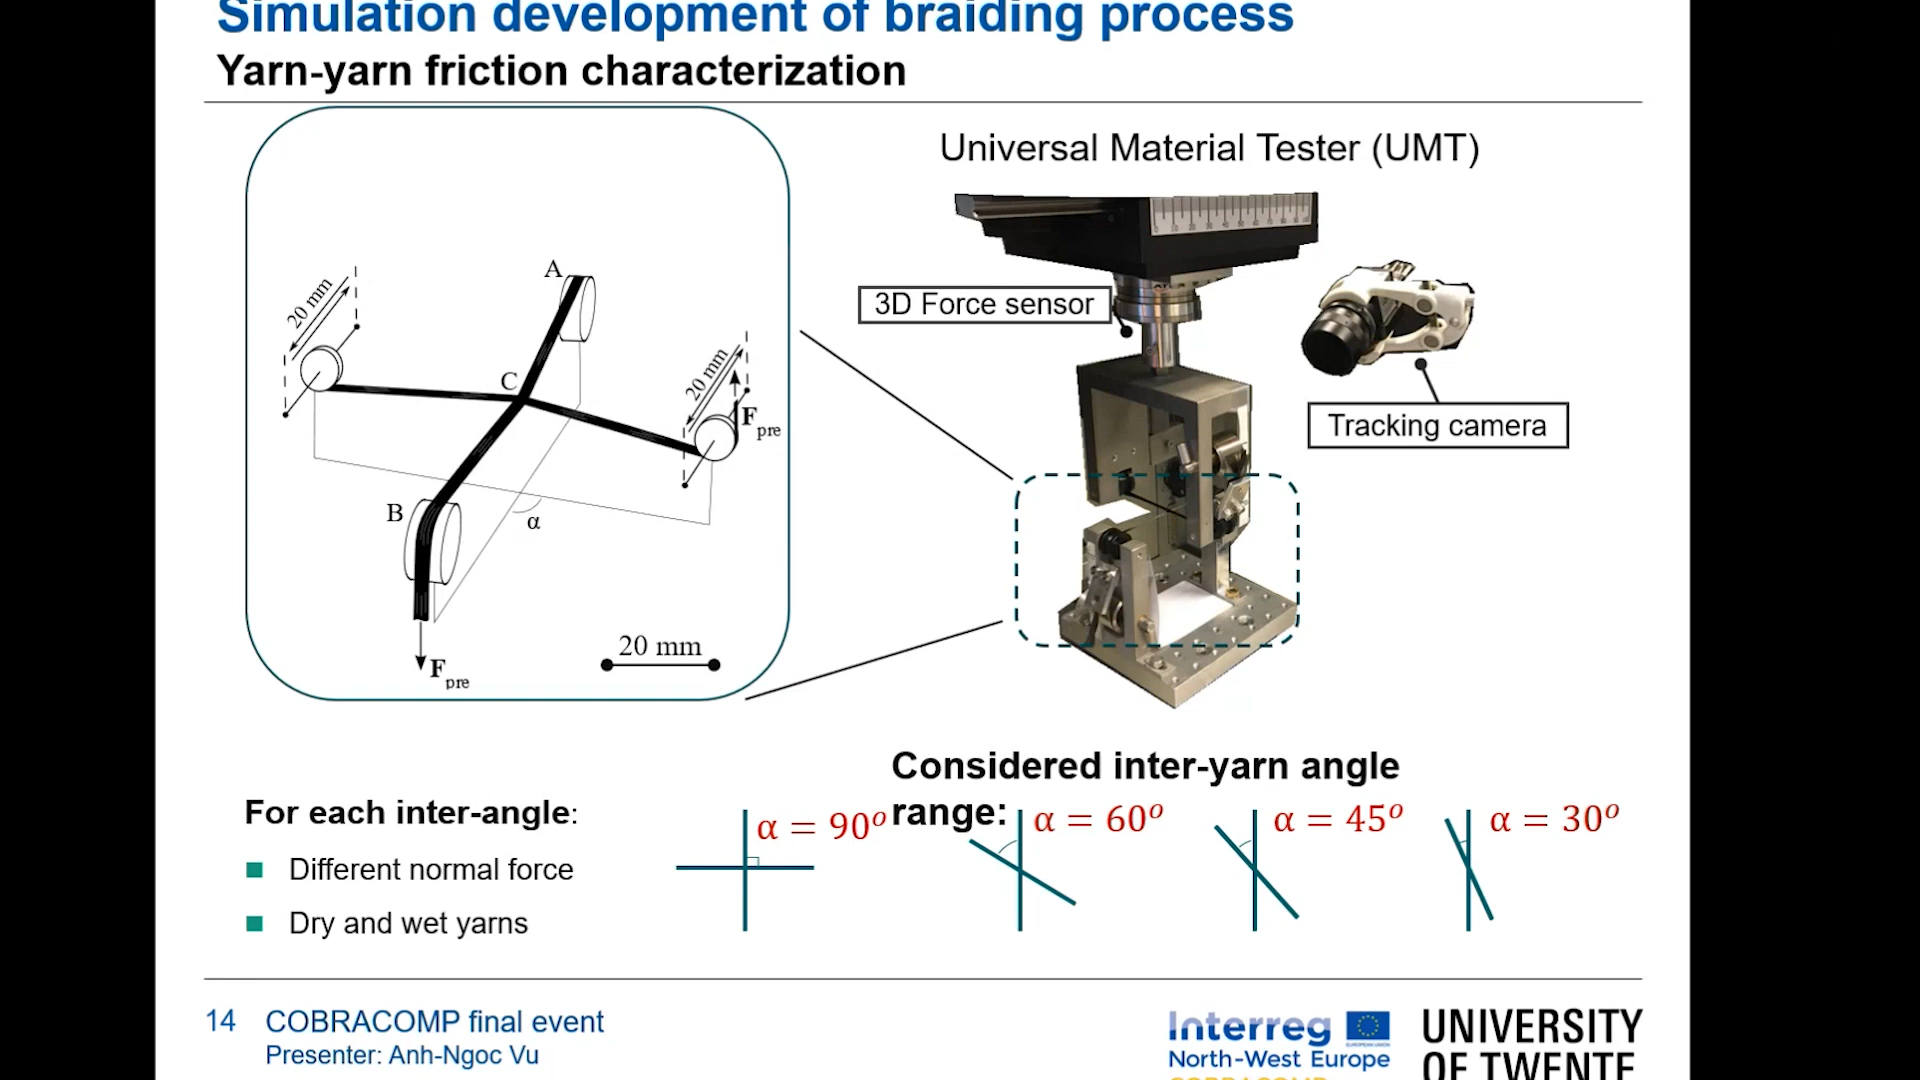 Simulation development of braiding process
Yarn-yarn friction characterization
Universal Material Tester (UMT)
A
20 mm
3D Force sensor
20 mm
C
F
pre
Tracking camera
B
α
20 mm
F
pre
Considered inter-yarn angle
range:
For each inter-angle:
α = 90°
α = 60°
α = 45°
α = 30°
Different normal force
Dry and wet yarns
14
COBRACOMP final event
Presenter: Anh-Ngoc Vu
Interreg
EUROPEAN UNION
North-West Europe
COBRACOMP
UNIVERSITY
OF TWENTE